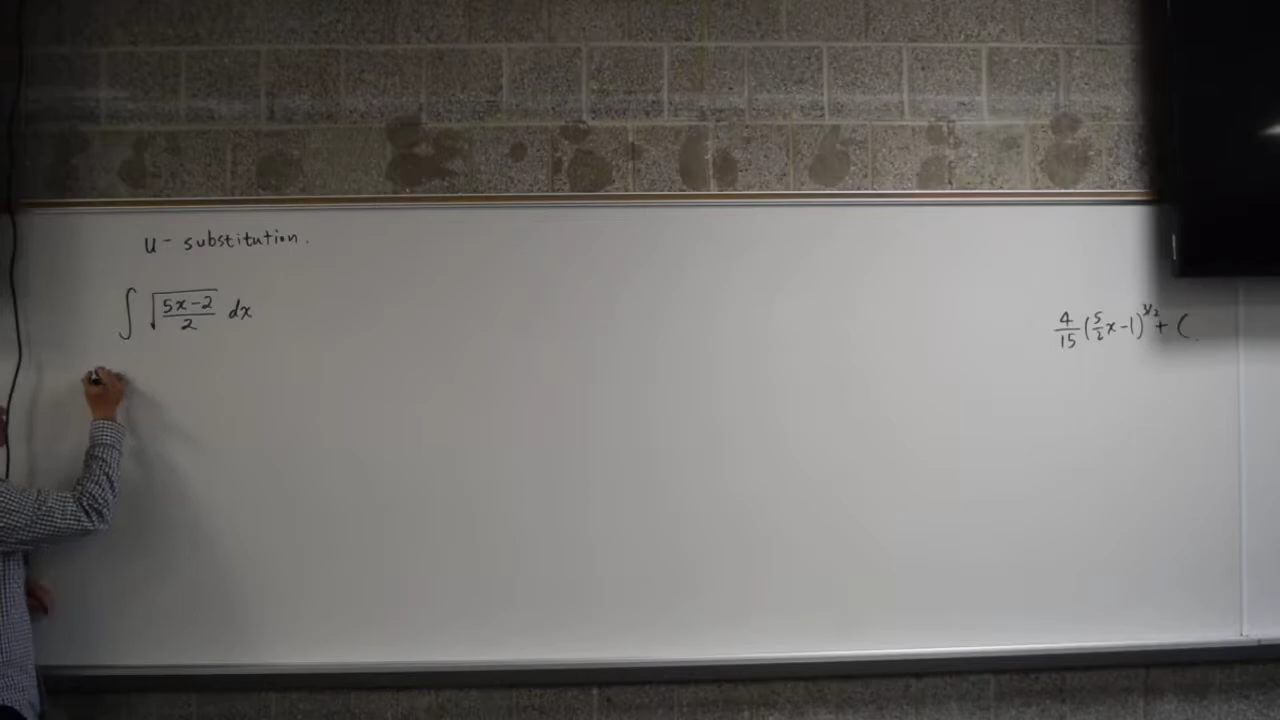 u - substitution.
∫ √((5x-2)/2) dx
4/15 (5/2 x-1)^3/2 + C